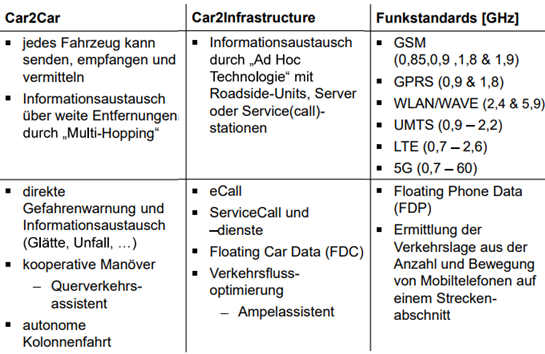 Car2Car
▪ jedes Fahrzeug kann
senden, empfangen und
vermitteln
▪ Informationsaustausch
über weite Entfernungen
durch „Multi-Hopping“
▪ direkte
Gefahrenwarnung und
Informationsaustausch
(Glätte, Unfall, …)
▪ kooperative Manöver
– Querverkehrs-
assistent
▪ autonome
Kolonnenfahrt
Car2Infrastructure
▪ Informationsaustausch
durch „Ad Hoc
Technologie“ mit
Roadside-Units, Server
oder Service(call)-
stationen
▪ eCall
▪ ServiceCall und
–dienste
▪ Floating Car Data (FDC)
▪ Verkehrsfluss-
optimierung
– Ampelassistent
Funkstandards [GHz]
▪ GSM
(0,85,0,9 ,1,8 & 1,9)
▪ GPRS (0,9 & 1,8)
▪ WLAN/WAVE (2,4 & 5,9)
▪ UMTS (0,9 – 2,2)
▪ LTE (0,7 – 2,6)
▪ 5G (0,7 – 60)
▪ Floating Phone Data
(FDP)
▪ Ermittlung der
Verkehrslage aus der
Anzahl und Bewegung
von Mobiltelefonen auf
einem Strecken-
abschnitt